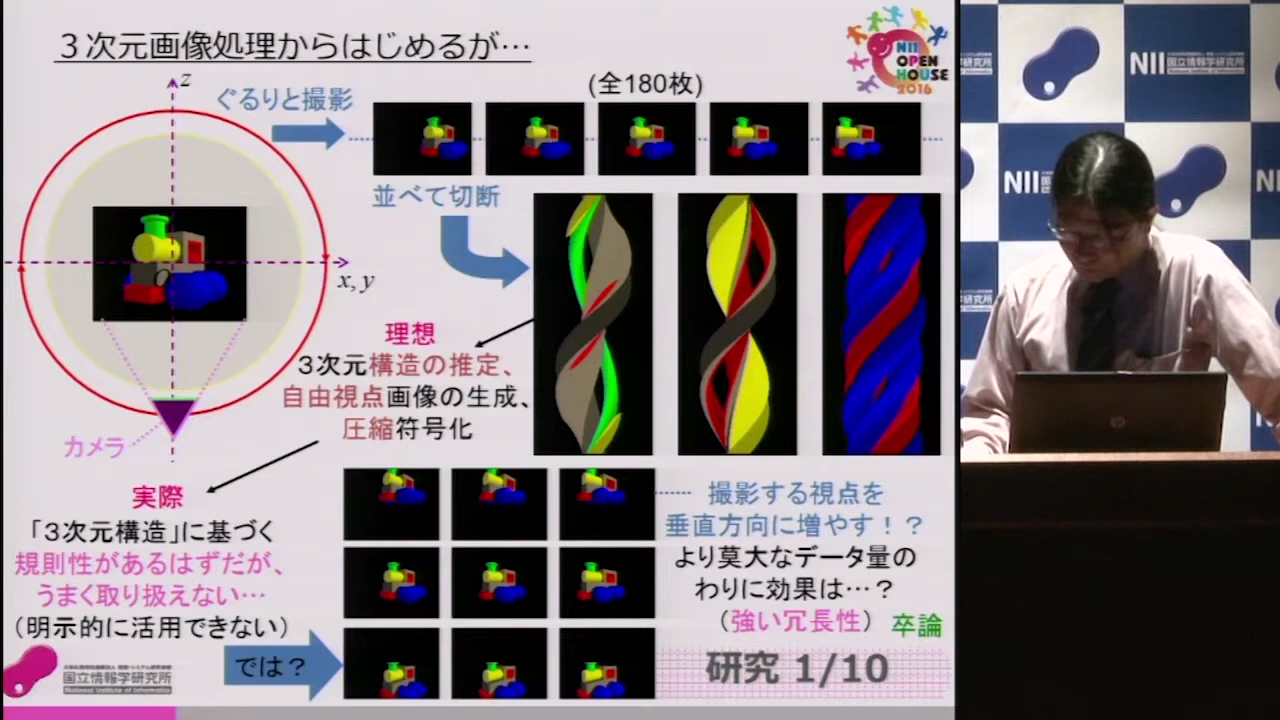 3次元画像処理からはじめるが…
NII
OPEN
HOUSE
2016
z
ぐるりと撮影
(全180枚)
並べて切断
x, y
カメラ
理想
3次元構造の推定、
自由視点画像の生成、
圧縮符号化
実際
「3次元構造」に基づく
規則性があるはずだが、
うまく取り扱えない…
(明示的に活用できない)
では?
撮影する視点を
垂直方向に増やす!?
より莫大なデータ量の
わりに効果は…?
(強い冗長性)
卒論
研究 1/10
国立情報学研究所
National Institute of Informatics
NII 国立情報学研究所
NII